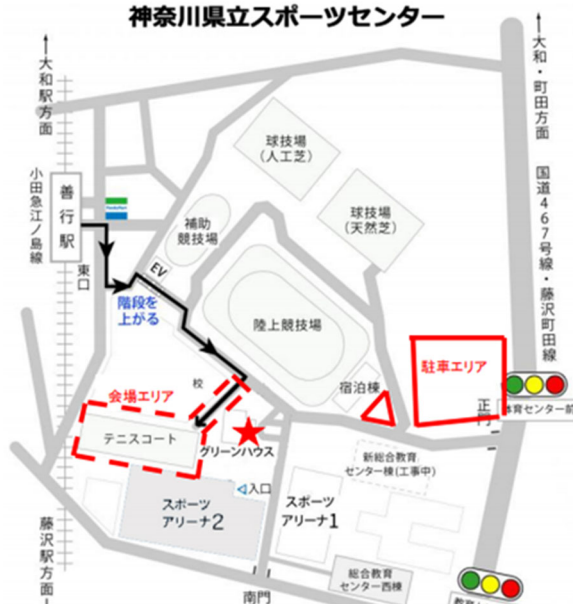 神奈川県立スポーツセンター
大和駅方面
大和・町田方面
国道467号線・藤沢町田線
小田急江ノ島線
善行駅
FamilyMart
東口
球技場
(人工芝)
球技場
(天然芝)
補助
競技場
EV
階段を
上がる
陸上競技場
駐車エリア
宿泊棟
正門
体育センター前
会場エリア
校
テニスコート
グリーンハウス
新総合教育
センター棟(工事中)
入口
スポーツ
アリーナ2
スポーツ
アリーナ1
総合教育
センター西棟
藤沢駅方面
南門